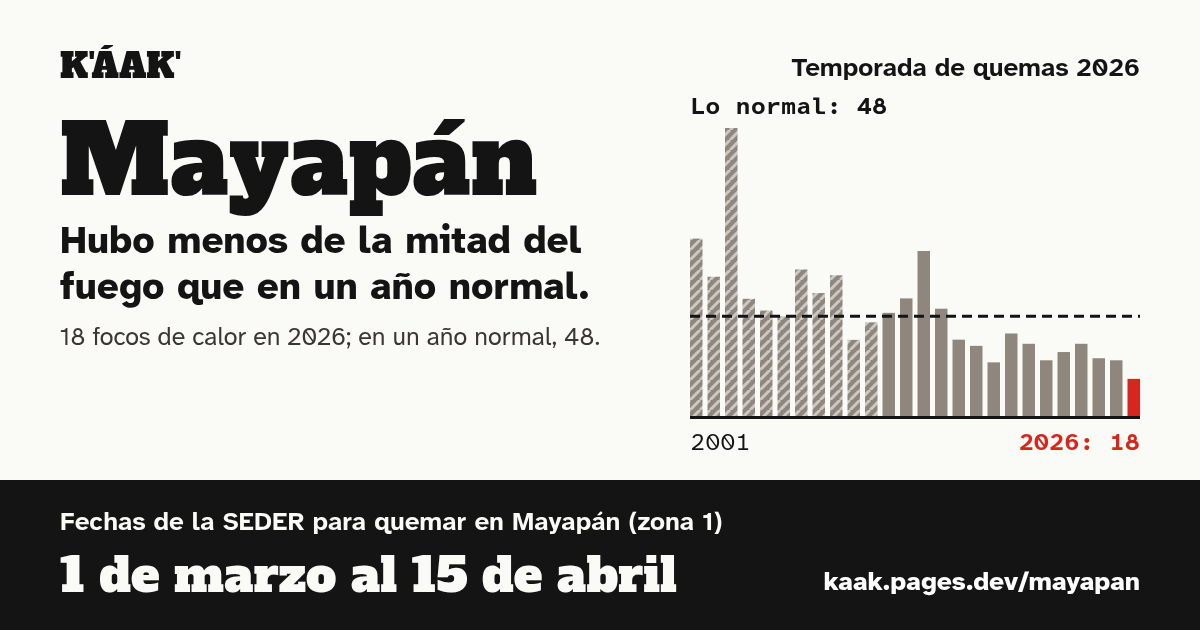 K'ÁAK'
Mayapán
Hubo menos de la mitad del
fuego que en un año normal.
18 focos de calor en 2026; en un año normal, 48.
Temporada de quemas 2026
Lo normal: 48
2001
2026: 18
Fechas de la SEDER para quemar en Mayapán (zona 1)
1 de marzo al 15 de abril
kaak.pages.dev/mayapan